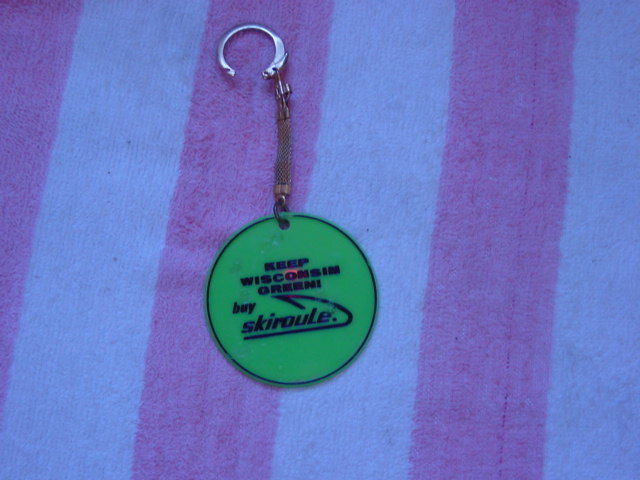 KEEP
WISCONSIN
GREEN!
buy
skiroule.